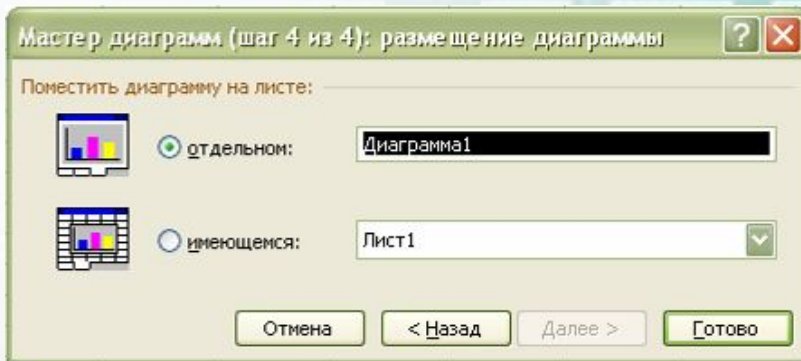 Мастер диаграмм (шаг 4 из 4): размещение диаграммы
Поместить диаграмму на листе:
отдельном: Диаграмма1
имеющемся: Лист1
Отмена < Назад Далее > Готово